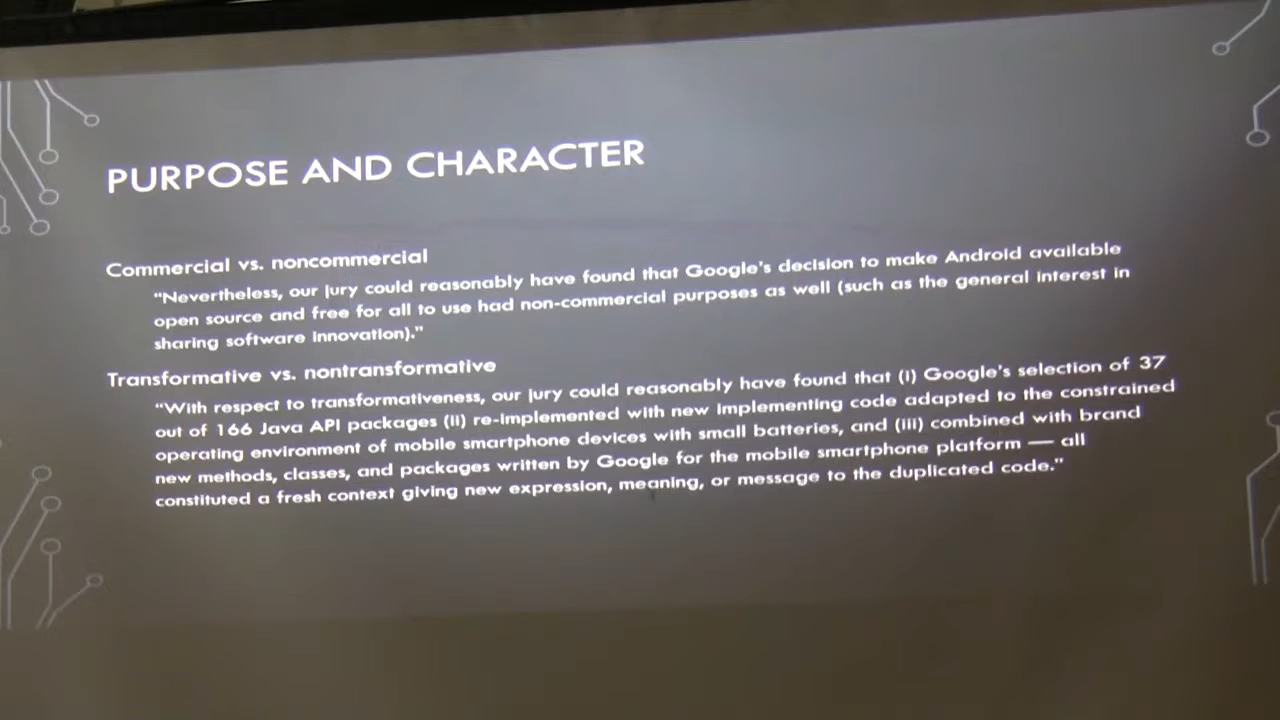 PURPOSE AND CHARACTER
Commercial vs. noncommercial
"Nevertheless, our jury could reasonably have found that Google's decision to make Android available
open source and free for all to use had non-commercial purposes as well (such as the general interest in
sharing software innovation)."
Transformative vs. nontransformative
"With respect to transformativeness, our jury could reasonably have found that (i) Google's selection of 37
out of 166 Java API packages (ii) re-implemented with new implementing code adapted to the constrained
operating environment of mobile smartphone devices with small batteries, and (iii) combined with brand
new methods, classes, and packages written by Google for the mobile smartphone platform — all
constituted a fresh context giving new expression, meaning, or message to the duplicated code."